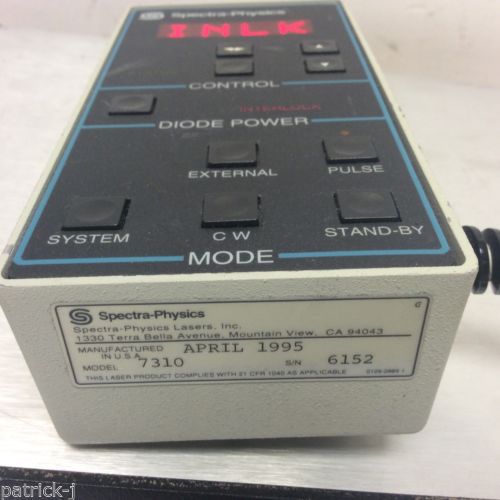 Spectra-Physics
INLK
CONTROL
INTERLOCK
DIODE POWER
EXTERNAL PULSE
SYSTEM CW STAND-BY
MODE
Spectra-Physics
Spectra-Physics Lasers, Inc.
1330 Terra Bella Avenue, Mountain View, CA 94043
MANUFACTURED IN U.S.A. APRIL 1995
MODEL 7310 S/N 6152
THIS LASER PRODUCT COMPLIES WITH 21 CFR 1040 AS APPLICABLE
patrick-j